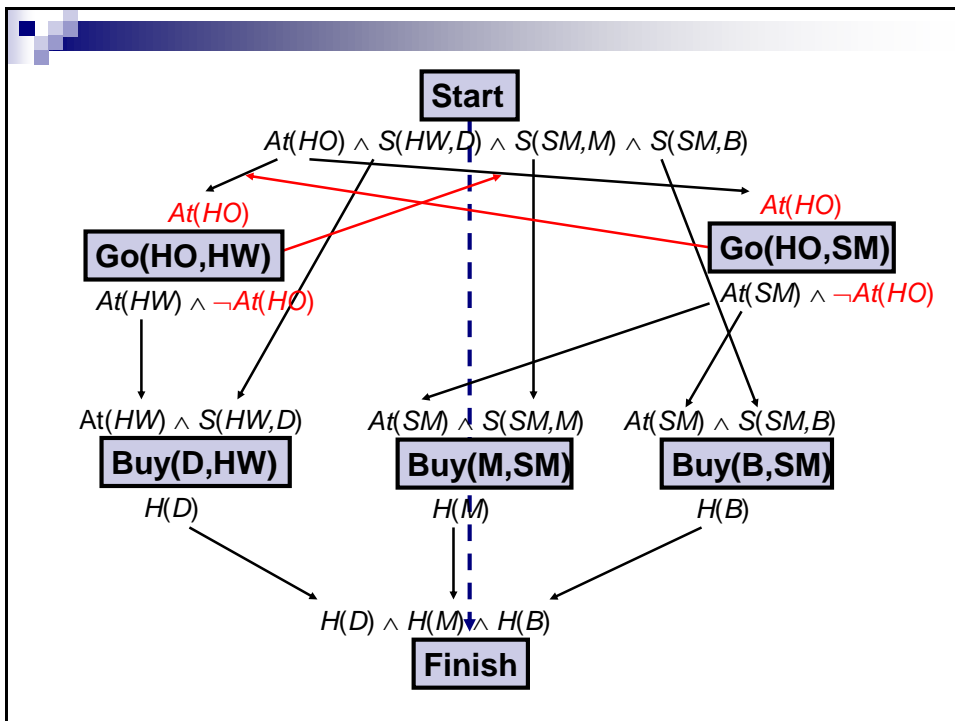 Start
At(HO) ∧ S(HW,D) ∧ S(SM,M) ∧ S(SM,B)
At(HO) At(HO)
Go(HO,HW) Go(HO,SM)
At(HW) ∧ ¬At(HO) At(SM) ∧ ¬At(HO)
At(HW) ∧ S(HW,D) At(SM) ∧ S(SM,M) At(SM) ∧ S(SM,B)
Buy(D,HW) Buy(M,SM) Buy(B,SM)
H(D) H(M) H(B)
H(D) ∧ H(M) ∧ H(B)
Finish